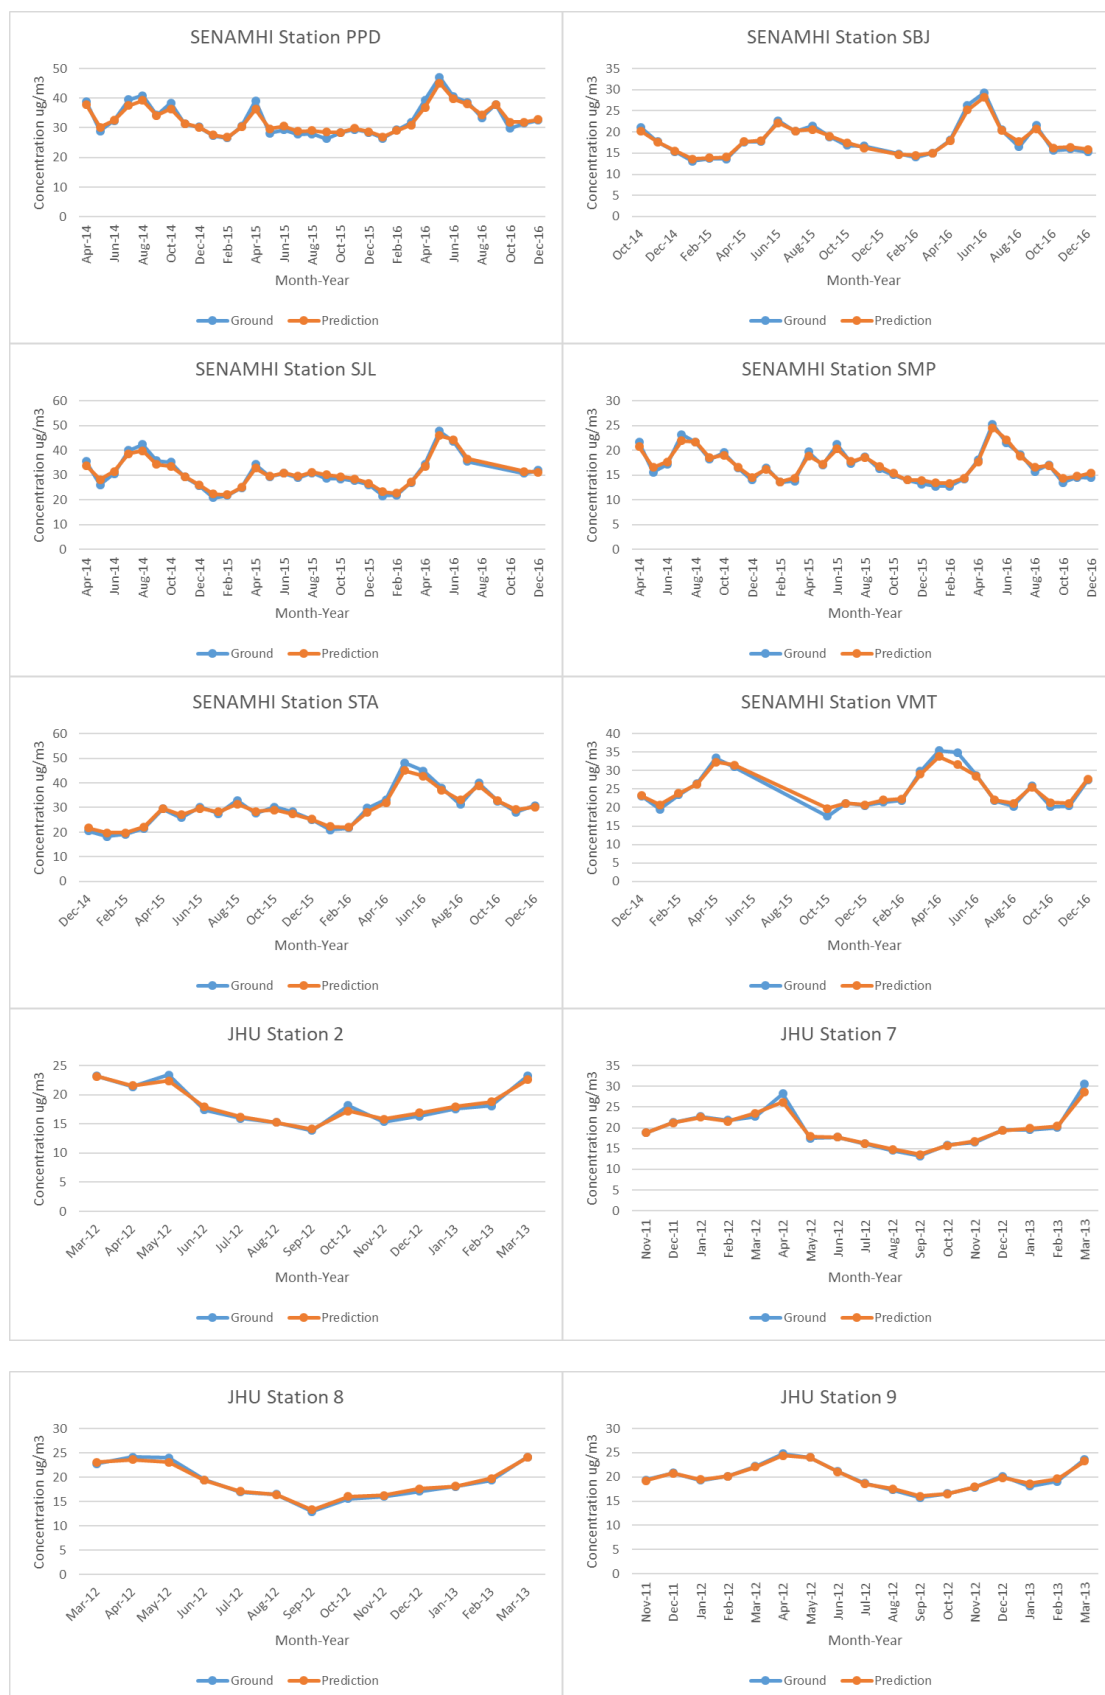 SENAMHI Station PPD
Concentration ug/m3
50
40
30
20
10
0
Apr-14 Jun-14 Aug-14 Oct-14 Dec-14 Feb-15 Apr-15 Jun-15 Aug-15 Oct-15 Dec-15 Feb-16 Apr-16 Jun-16 Aug-16 Oct-16 Dec-16
Month-Year
Ground Prediction
SENAMHI Station SBJ
Concentration ug/m3
35
30
25
20
15
10
5
0
Oct-14 Dec-14 Feb-15 Apr-15 Jun-15 Aug-15 Oct-15 Dec-15 Feb-16 Apr-16 Jun-16 Aug-16 Oct-16 Dec-16
Month-Year
Ground Prediction
SENAMHI Station SJL
Concentration ug/m3
60
50
40
30
20
10
0
Apr-14 Jun-14 Aug-14 Oct-14 Dec-14 Feb-15 Apr-15 Jun-15 Aug-15 Oct-15 Dec-15 Feb-16 Apr-16 Jun-16 Aug-16 Oct-16 Dec-16
Month-Year
Ground Prediction
SENAMHI Station SMP
Concentration ug/m3
30
25
20
15
10
5
0
Apr-14 Jun-14 Aug-14 Oct-14 Dec-14 Feb-15 Apr-15 Jun-15 Aug-15 Oct-15 Dec-15 Feb-16 Apr-16 Jun-16 Aug-16 Oct-16 Dec-16
Month-Year
Ground Prediction
SENAMHI Station STA
Concentration ug/m3
60
50
40
30
20
10
0
Dec-14 Feb-15 Apr-15 Jun-15 Aug-15 Oct-15 Dec-15 Feb-16 Apr-16 Jun-16 Aug-16 Oct-16 Dec-16
Month-Year
Ground Prediction
SENAMHI Station VMT
Concentration ug/m3
40
35
30
25
20
15
10
5
0
Dec-14 Feb-15 Apr-15 Jun-15 Aug-15 Oct-15 Dec-15 Feb-16 Apr-16 Jun-16 Aug-16 Oct-16 Dec-16
Month-Year
Ground Prediction
JHU Station 2
Concentration ug/m3
25
20
15
10
5
0
Mar-12 Apr-12 May-12 Jun-12 Jul-12 Aug-12 Sep-12 Oct-12 Nov-12 Dec-12 Jan-13 Feb-13 Mar-13
Month-Year
Ground Prediction
JHU Station 7
Concentration ug/m3
35
30
25
20
15
10
5
0
Nov-11 Dec-11 Jan-12 Feb-12 Mar-12 Apr-12 May-12 Jun-12 Jul-12 Aug-12 Sep-12 Oct-12 Nov-12 Dec-12 Jan-13 Feb-13 Mar-13
Month-Year
Ground Prediction
JHU Station 8
Concentration ug/m3
30
25
20
15
10
5
0
Mar-12 Apr-12 May-12 Jun-12 Jul-12 Aug-12 Sep-12 Oct-12 Nov-12 Dec-12 Jan-13 Feb-13 Mar-13
Month-Year
Ground Prediction
JHU Station 9
Concentration ug/m3
30
25
20
15
10
5
0
Nov-11 Dec-11 Jan-12 Feb-12 Mar-12 Apr-12 May-12 Jun-12 Jul-12 Aug-12 Sep-12 Oct-12 Nov-12 Dec-12 Jan-13 Feb-13 Mar-13
Month-Year
Ground Prediction